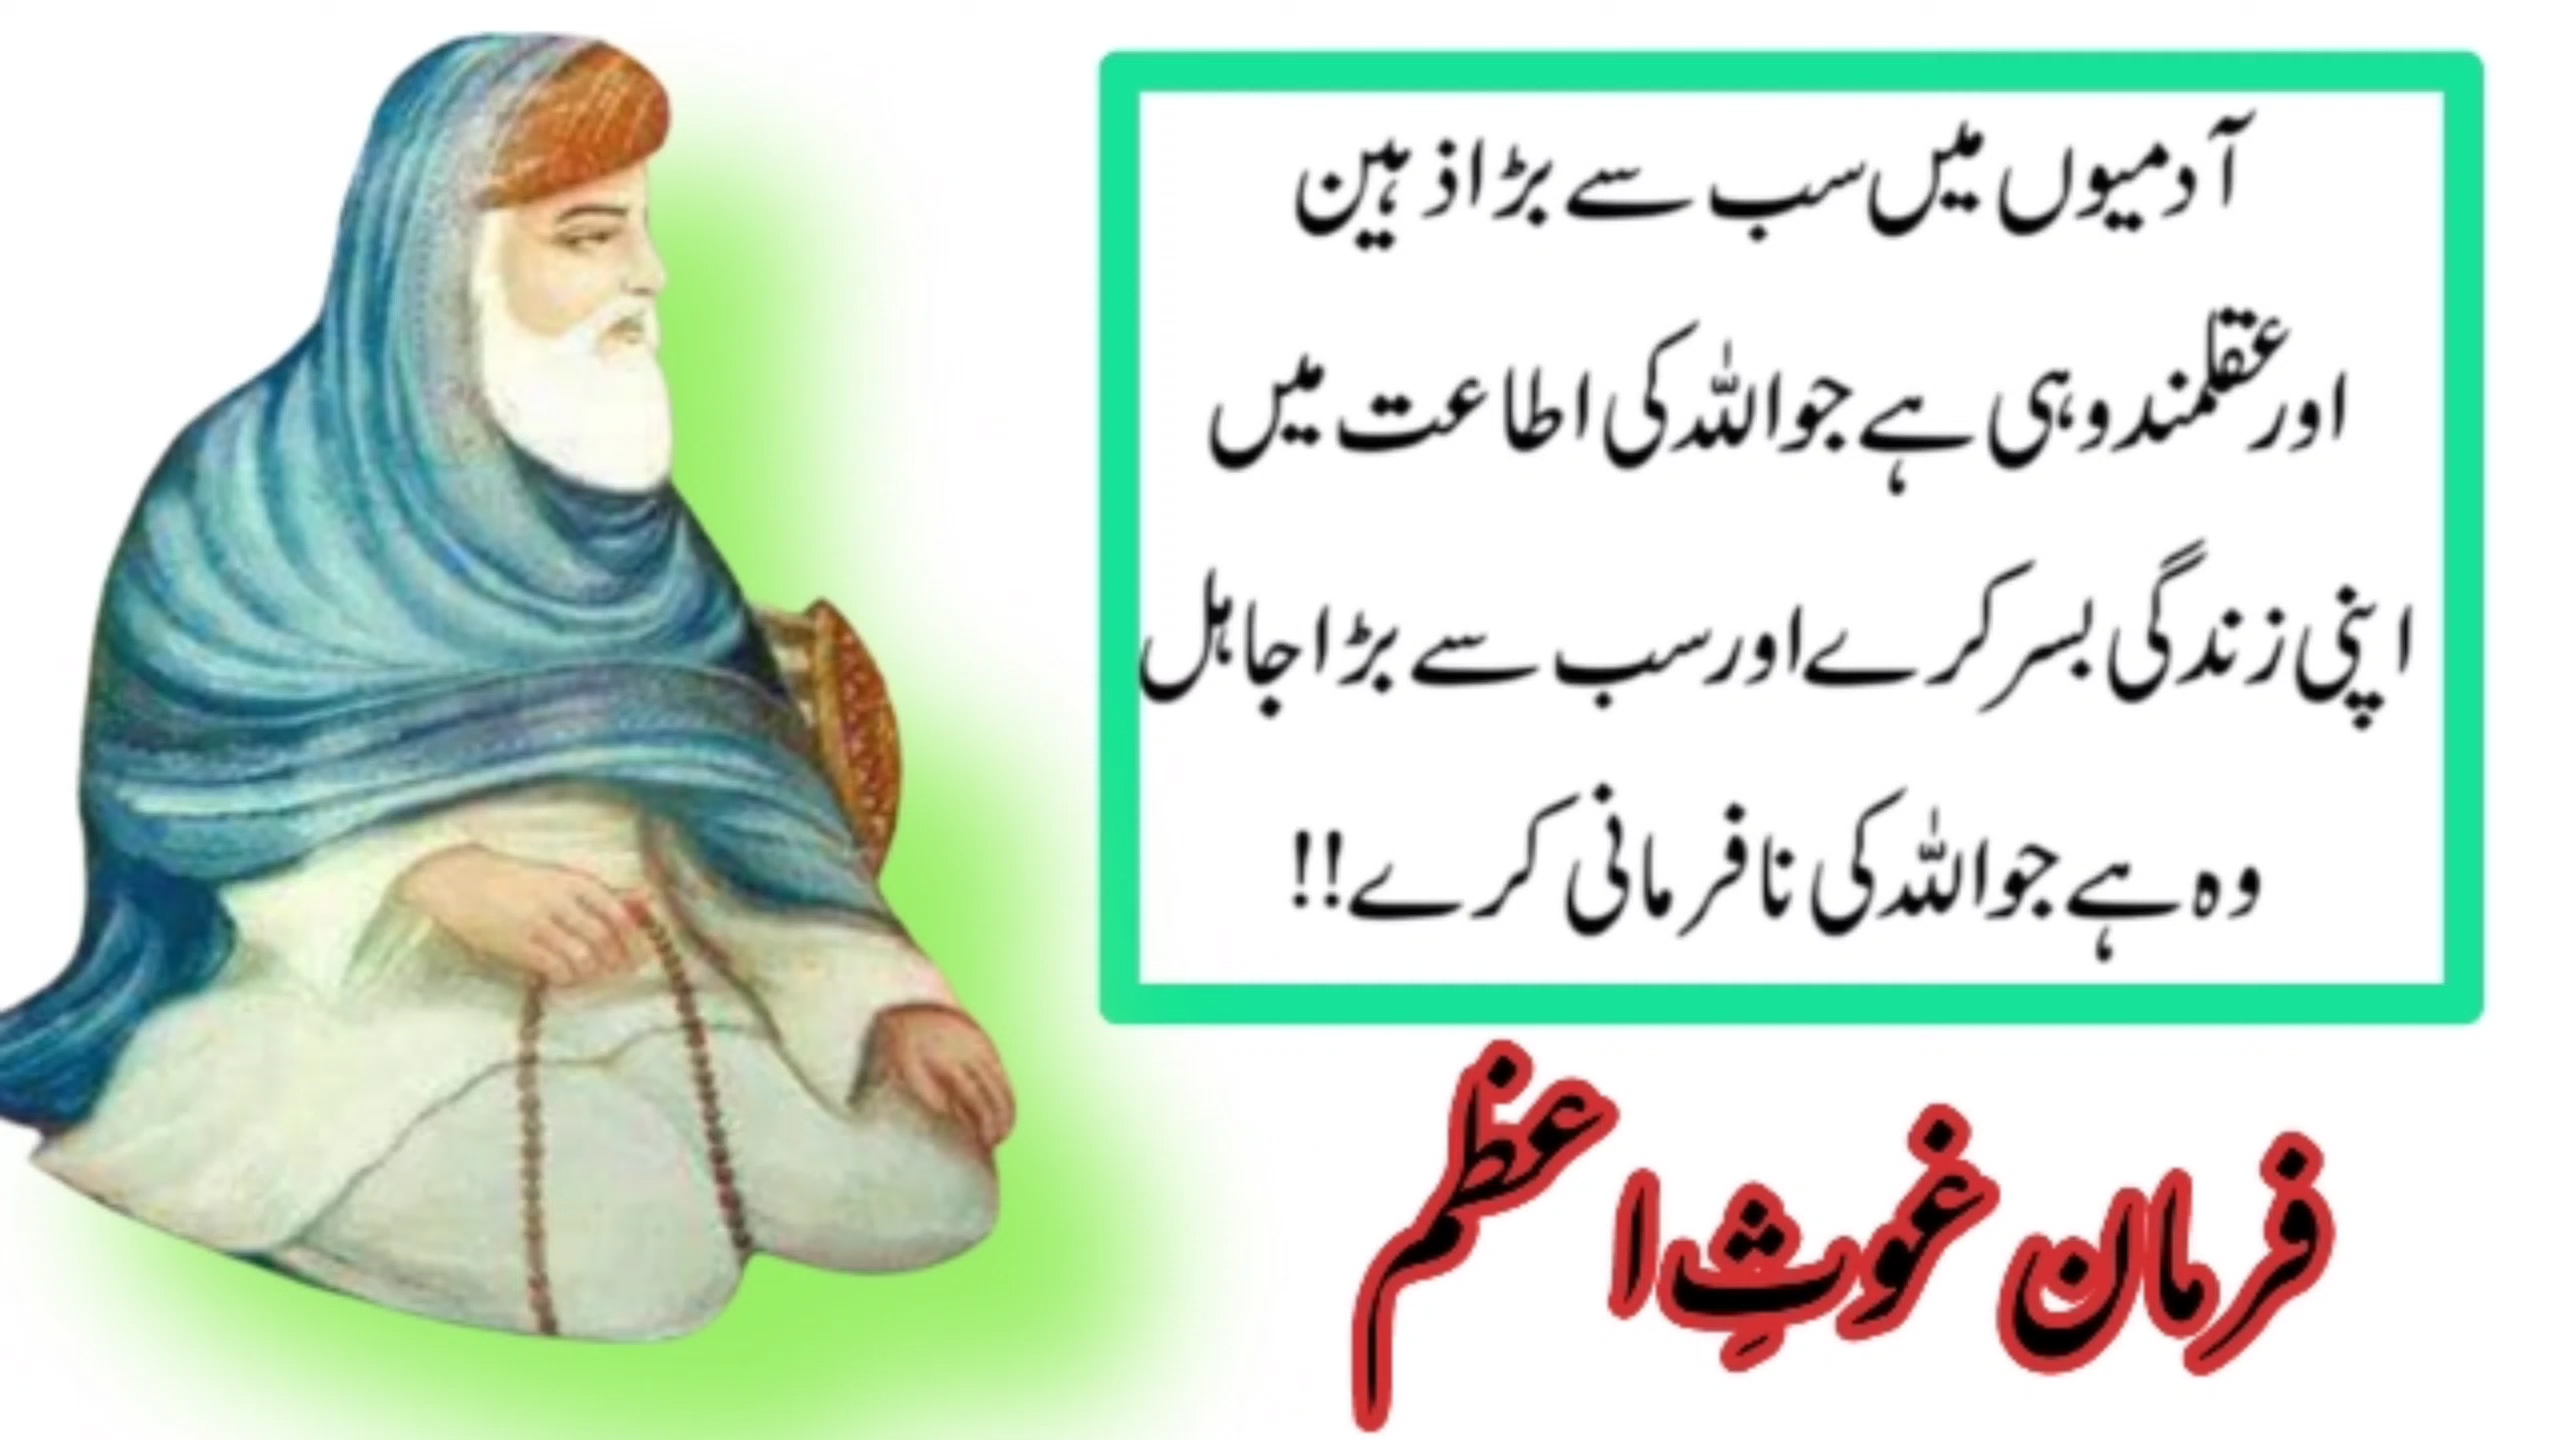 آدمیوں میں سب سے بڑا ذہین
اور عقلمند وہی ہے جو اللہ کی اطاعت میں
اپنی زندگی بسر کرے اور سب سے بڑا جاہل
وہ ہے جو اللہ کی نافرمانی کرے!!
فرمان غوثِ اعظم